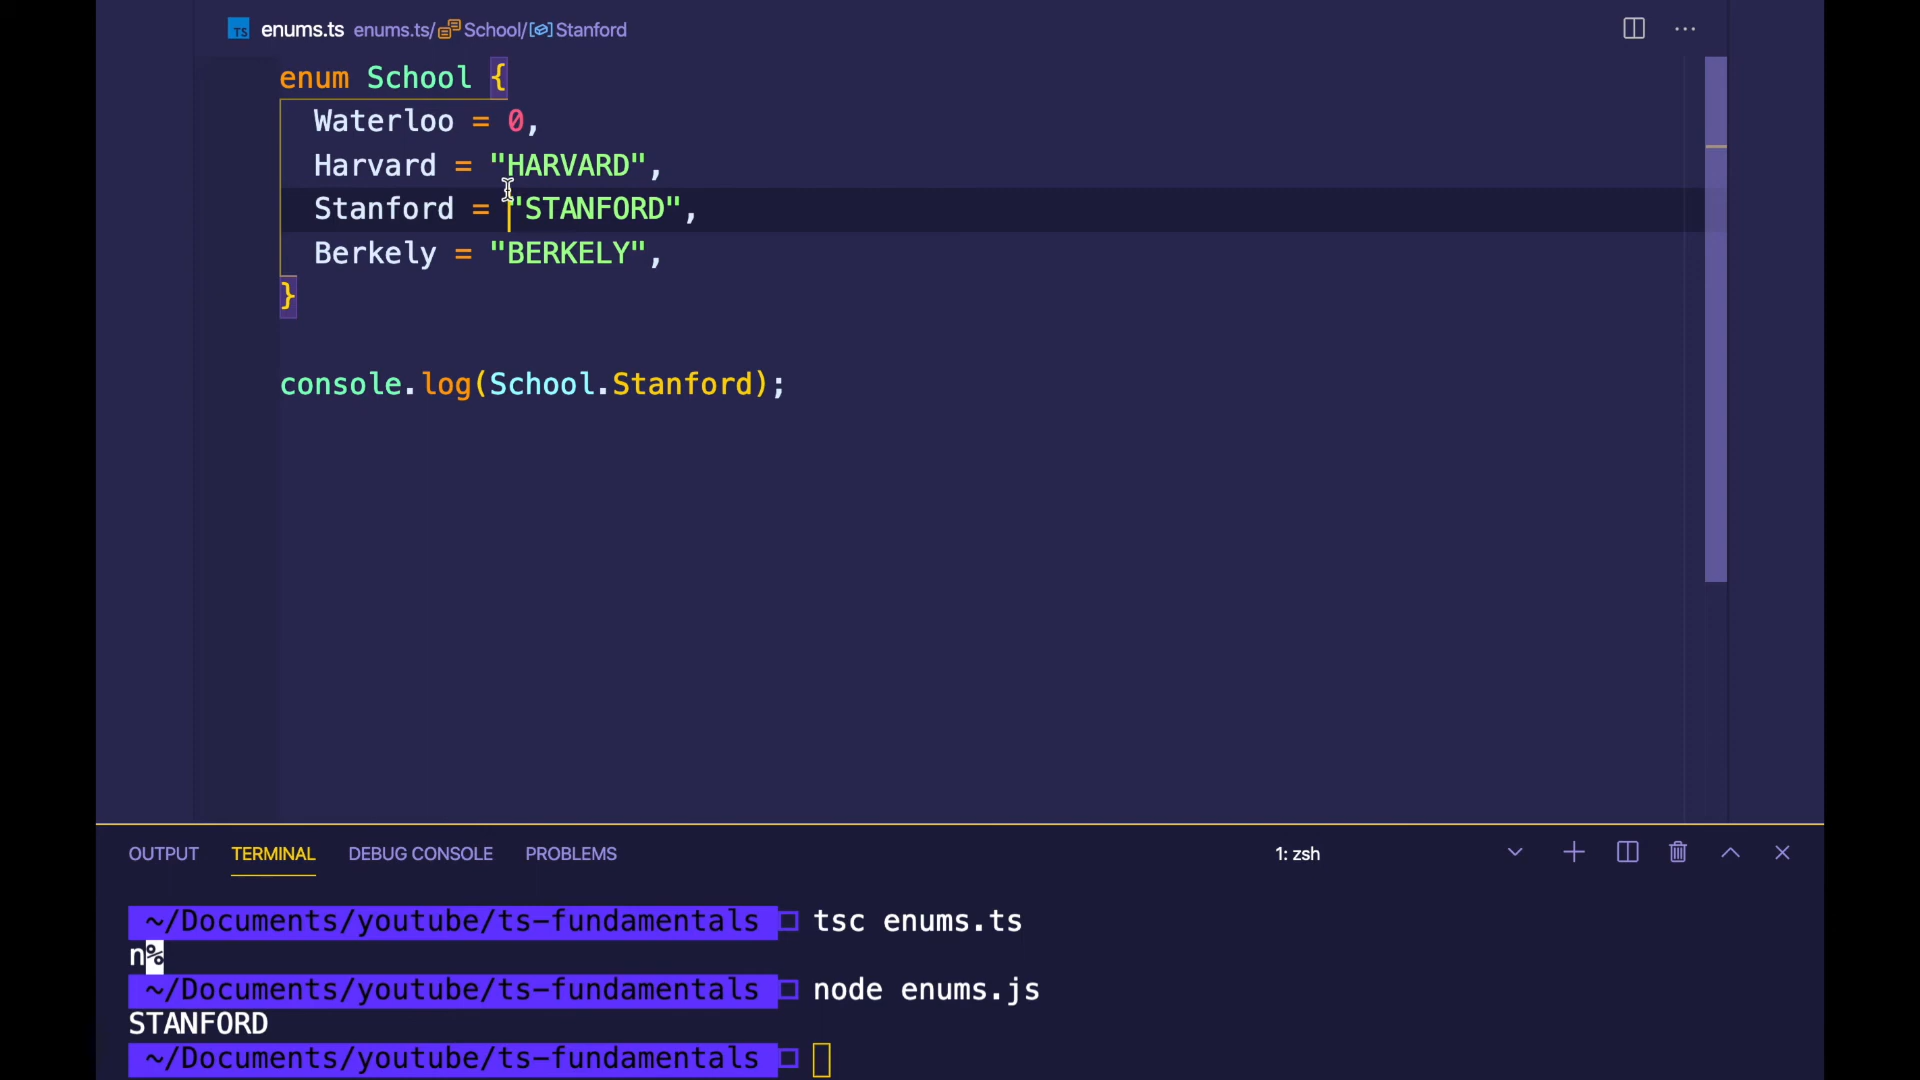 TS enums.ts enums.ts/School/Stanford
enum School {
Waterloo = 0,
Harvard = "HARVARD",
Stanford = "STANFORD",
Berkely = "BERKELY",
}
console.log(School.Stanford);
OUTPUT TERMINAL DEBUG CONSOLE PROBLEMS 1: zsh
~/Documents/youtube/ts-fundamentals tsc enums.ts
n%
~/Documents/youtube/ts-fundamentals node enums.js
STANFORD
~/Documents/youtube/ts-fundamentals